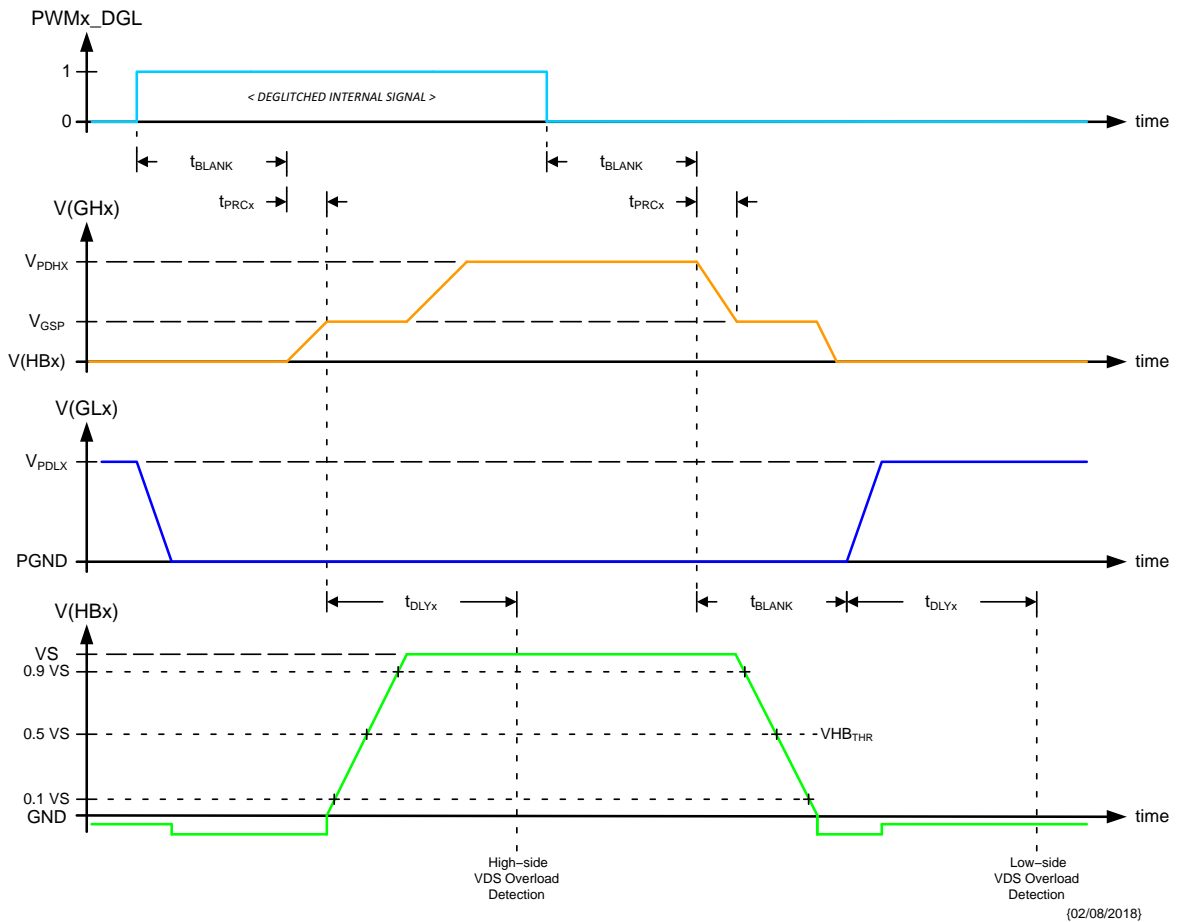 PWMx_DGL
1
< DEGLITCHED INTERNAL SIGNAL >
0
time
tBLANK
tBLANK
tPRCx
tPRCx
V(GHx)
VPDHX
VGSP
V(HBx)
time
V(GLx)
VPDLX
PGND
time
tDLYx
tBLANK
tDLYx
V(HBx)
VS
0.9 VS
0.5 VS
VHBTHR
0.1 VS
GND
time
High–side
VDS Overload
Detection
Low–side
VDS Overload
Detection
{02/08/2018}